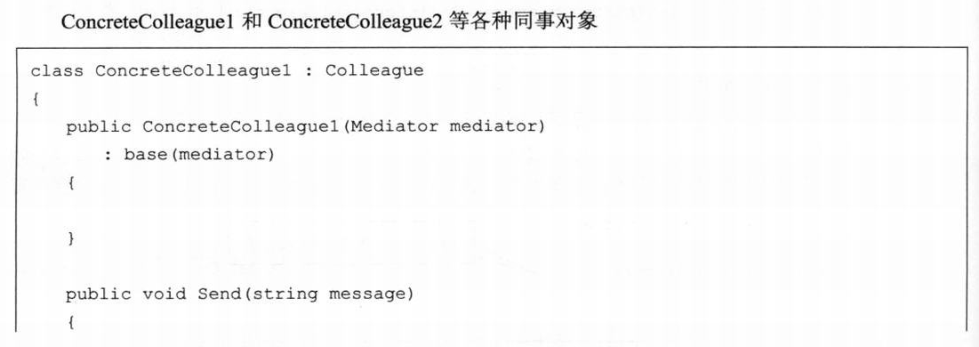 ConcreteColleague1 和 ConcreteColleague2 等各种同事对象
class ConcreteColleague1 : Colleague
{
public ConcreteColleague1(Mediator mediator)
: base(mediator)
{
}
public void Send(string message)
{